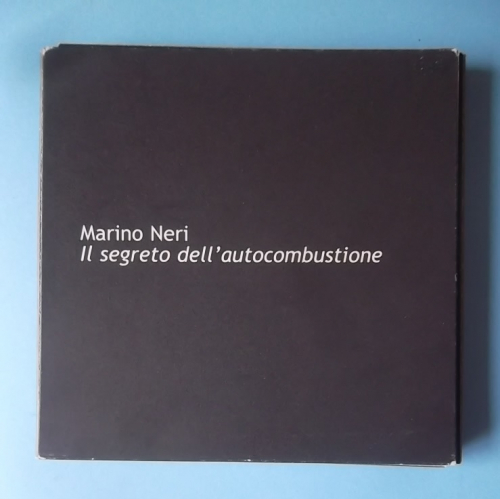 Marino Neri
Il segreto dell'autocombustione